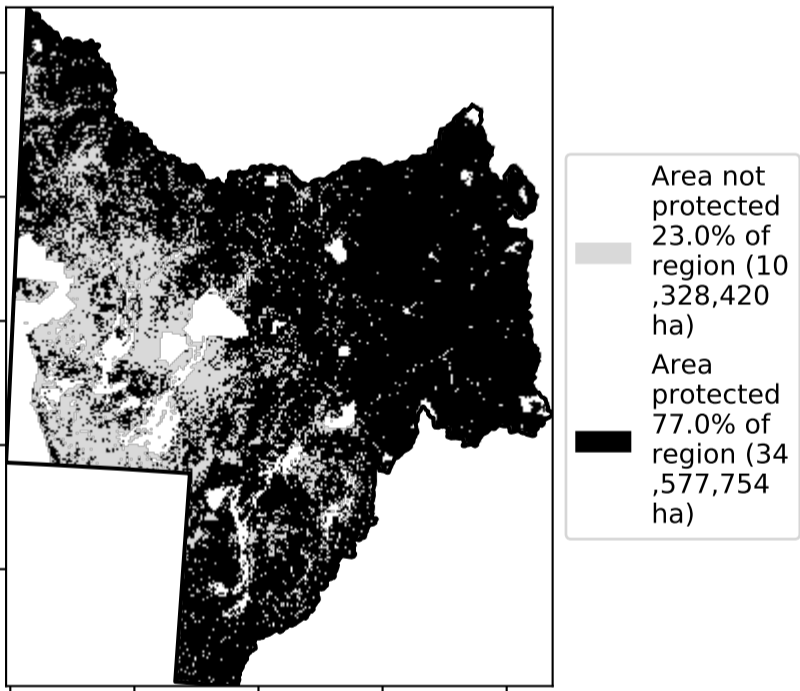 Area not
protected
23.0% of
region (10
,328,420
ha)
Area
protected
77.0% of
region (34
,577,754
ha)